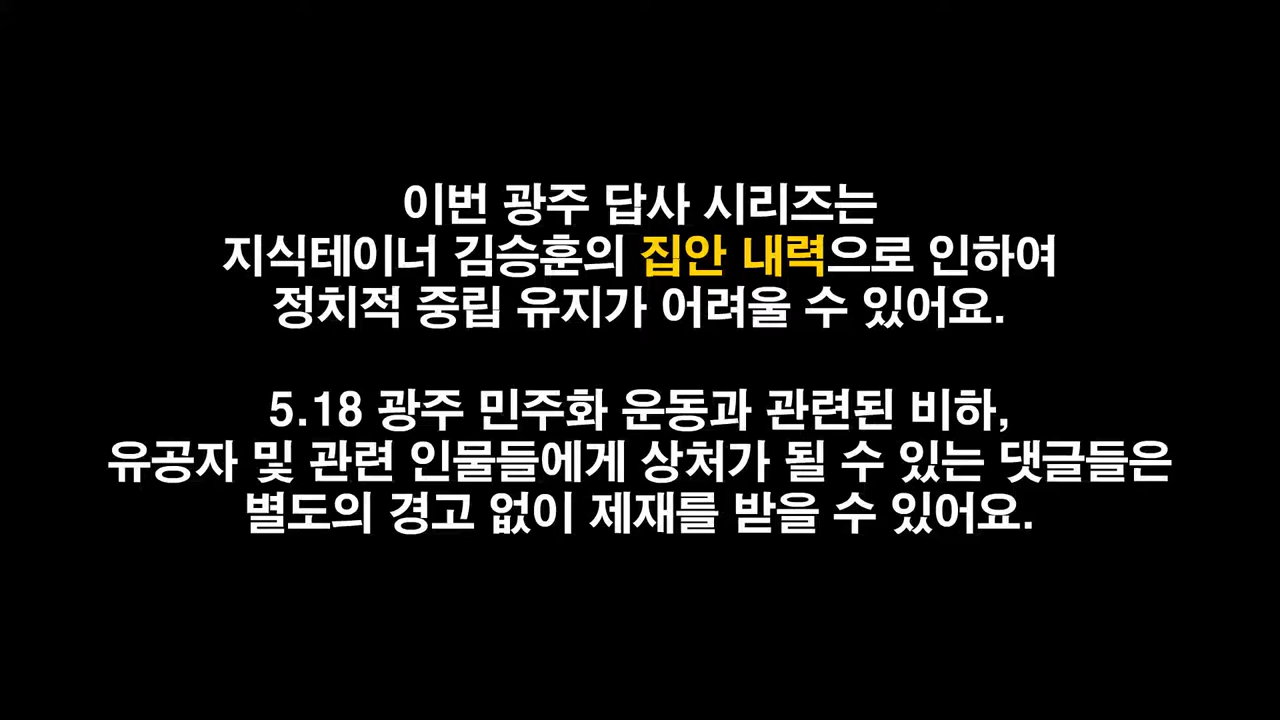 이번 광주 답사 시리즈는
지식테이너 김승훈의 집안 내력으로 인하여
정치적 중립 유지가 어려울 수 있어요.
5.18 광주 민주화 운동과 관련된 비하,
유공자 및 관련 인물들에게 상처가 될 수 있는 댓글들은
별도의 경고 없이 제재를 받을 수 있어요.